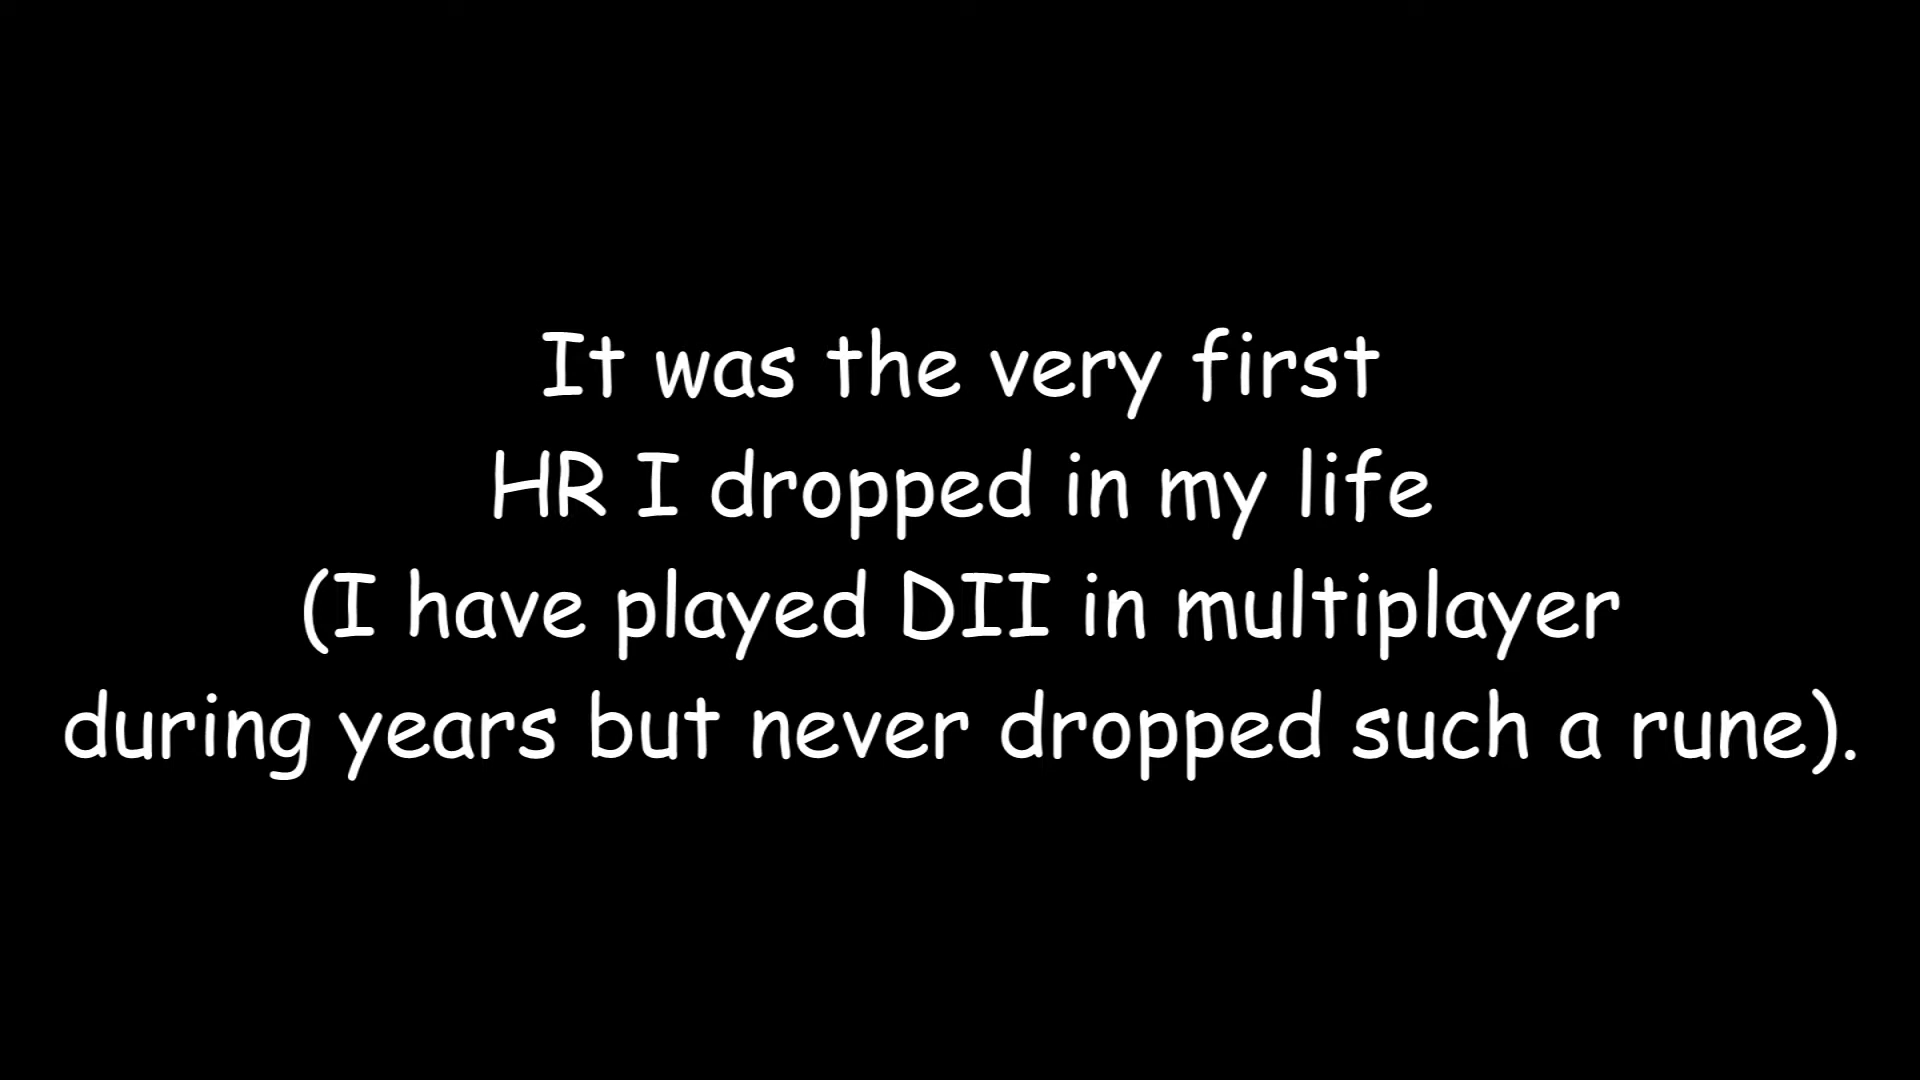 It was the very first
HR I dropped in my life
(I have played DII in multiplayer
during years but never dropped such a rune).